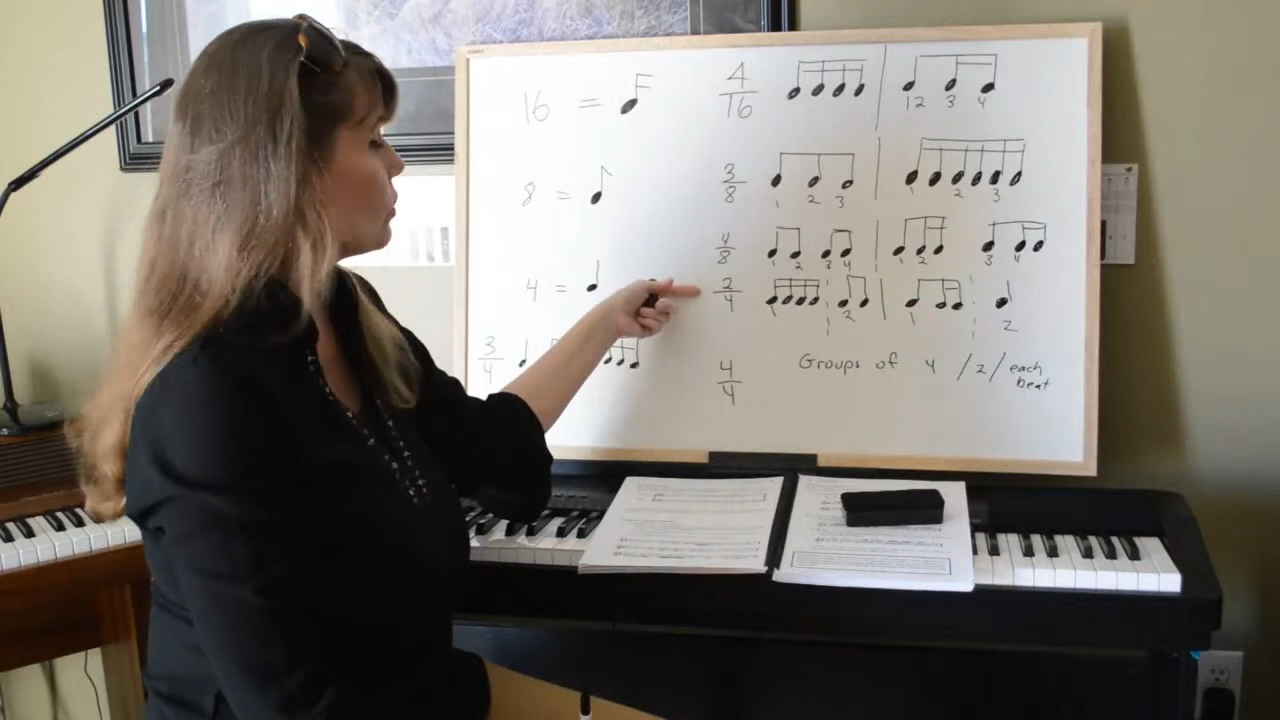 16 =
4/16
12 3 4
8 =
3/8
1 2 3
1 2 3
4/8
1 2 3 4
1 2 3 4
4 =
2/4
1 2
1 2
3/4
4/4
Groups of 4 / 2 / each beat